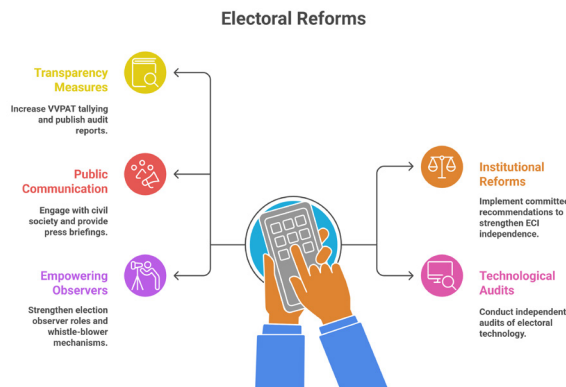 Electoral Reforms
Transparency
Measures
Increase VVPAT tallying
and publish audit
reports.
Public
Communication
Engage with civil
society and provide
press briefings.
Empowering
Observers
Strengthen election
observer roles and
whistle-blower
mechanisms.
Institutional
Reforms
Implement committee
recommendations to
strengthen ECI
independence.
Technological
Audits
Conduct independent
audits of electoral
technology.